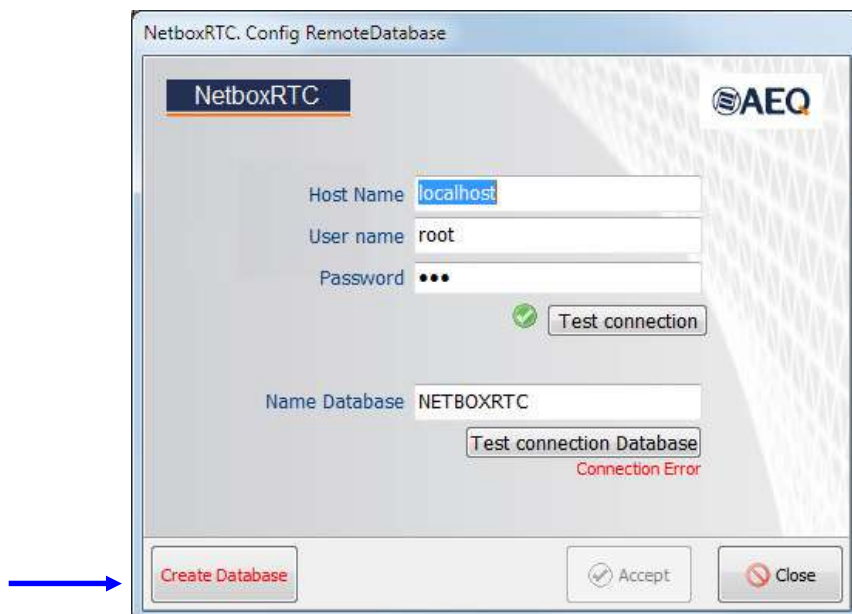 NetboxRTC. Config RemoteDatabase
NetboxRTC
AEQ
Host Name localhost
User name root
Password •••
Test connection
Name Database NETBOXRTC
Test connection Database
Connection Error
Create Database Accept Close